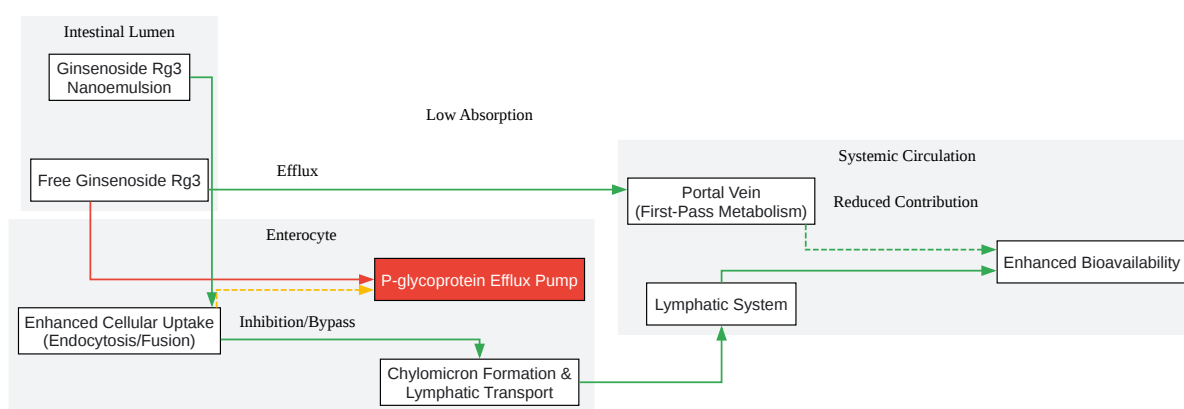 Intestinal Lumen
Ginsenoside Rg3
Nanoemulsion
Low Absorption
Systemic Circulation
Efflux
Free Ginsenoside Rg3
Portal Vein
(First-Pass Metabolism)
Reduced Contribution
Enterocyte
Enhanced Bioavailability
P-glycoprotein Efflux Pump
Lymphatic System
Enhanced Cellular Uptake
(Endocytosis/Fusion)
Inhibition/Bypass
Chylomicron Formation &
Lymphatic Transport